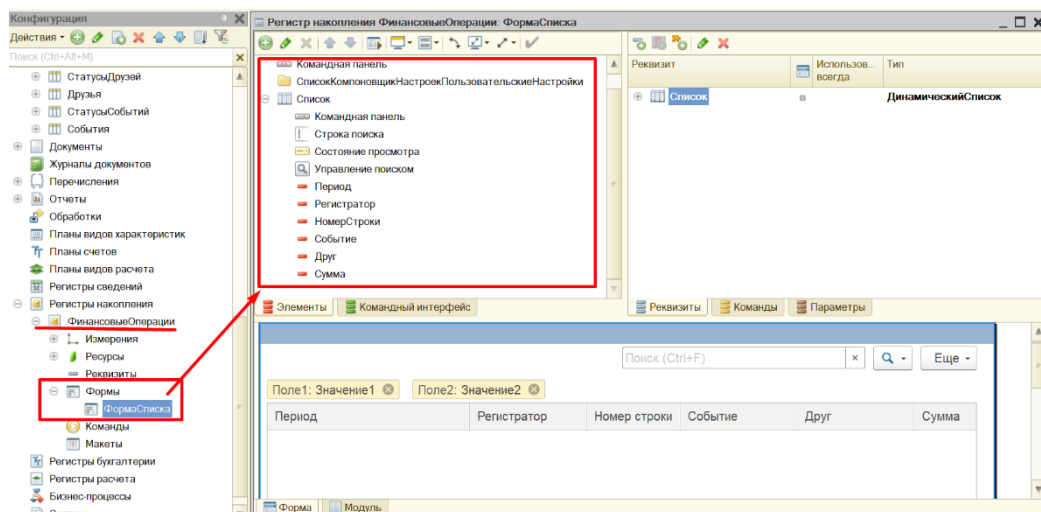 Конфигурация
Действия
Поиск (Ctrl+Alt+M)
СтатусыДрузей
Друзья
СтатусыСобытий
События
Документы
Журналы документов
Перечисления
Отчеты
Обработки
Планы видов характеристик
Планы счетов
Планы видов расчета
Регистры сведений
Регистры накопления
ФинансовыеОперации
Измерения
Ресурсы
Реквизиты
Формы
ФормаСписка
Команды
Макеты
Регистры бухгалтерии
Регистры расчета
Бизнес-процессы
Регистр накопления ФинансовыеОперации: ФормаСписка
Командная панель
СписокКомпоновщикНастроекПользовательскиеНастройки
Список
Командная панель
Строка поиска
Состояние просмотра
Управление поиском
Период
Регистратор
НомерСтроки
Событие
Друг
Сумма
Элементы Командный интерфейс
Реквизит Использов... всегда Тип
Список ДинамическийСписок
Реквизиты Команды Параметры
Поиск (Ctrl+F) × Еще
Поле1: Значение1 Поле2: Значение2
Период Регистратор Номер строки Событие Друг Сумма
Форма Модуль